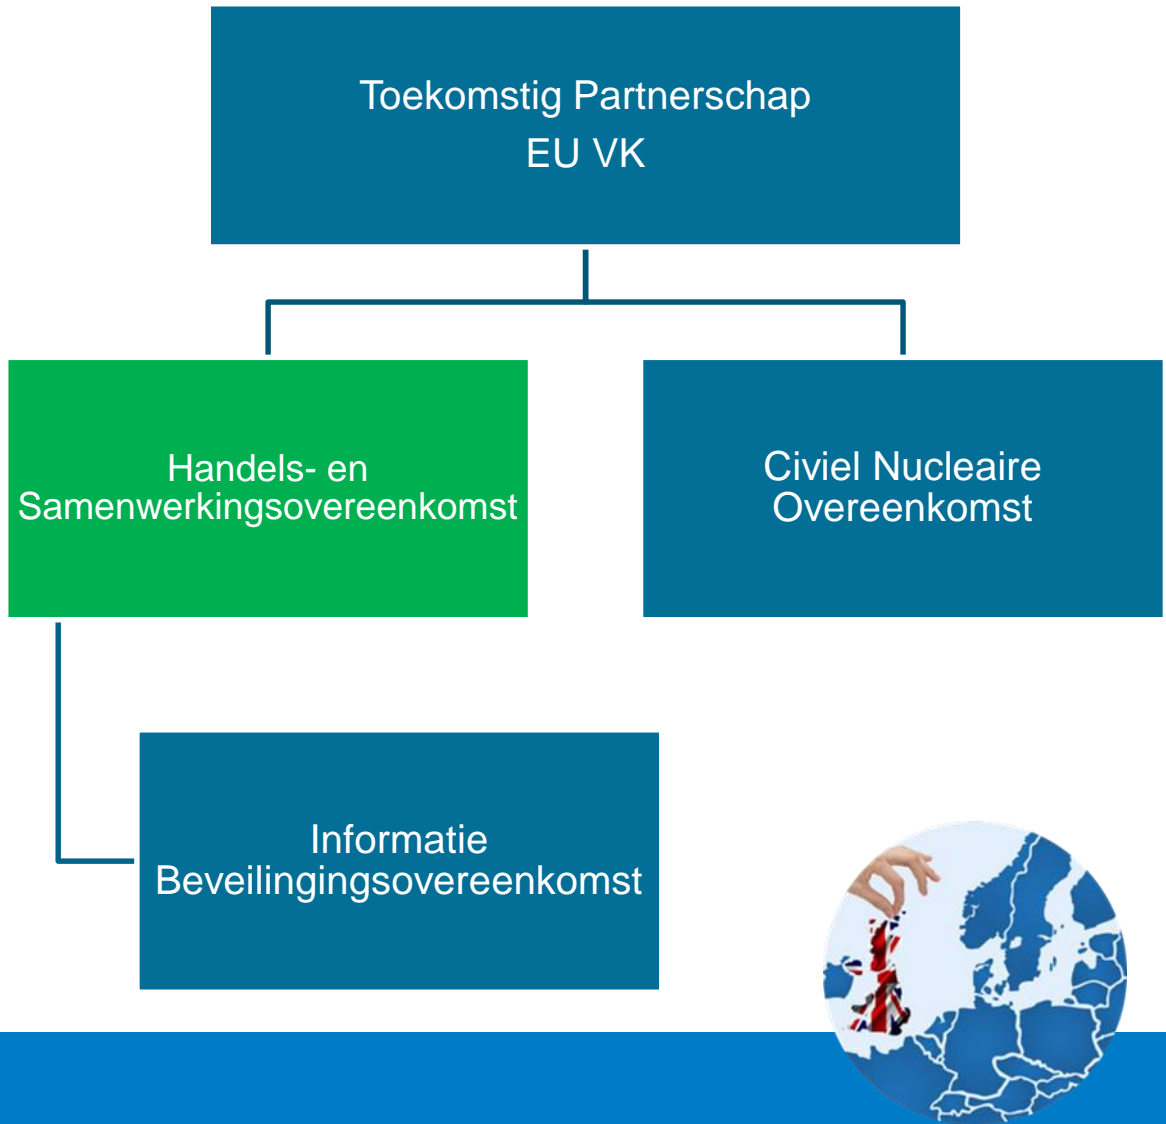 Toekomstig Partnerschap
EU VK
Handels- en
Samenwerkingsovereenkomst
Civiel Nucleaire
Overeenkomst
Informatie
Beveilingingsovereenkomst